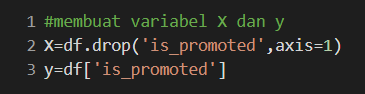 1 #membuat variabel X dan y
2 X=df.drop('is_promoted',axis=1)
3 y=df['is_promoted']